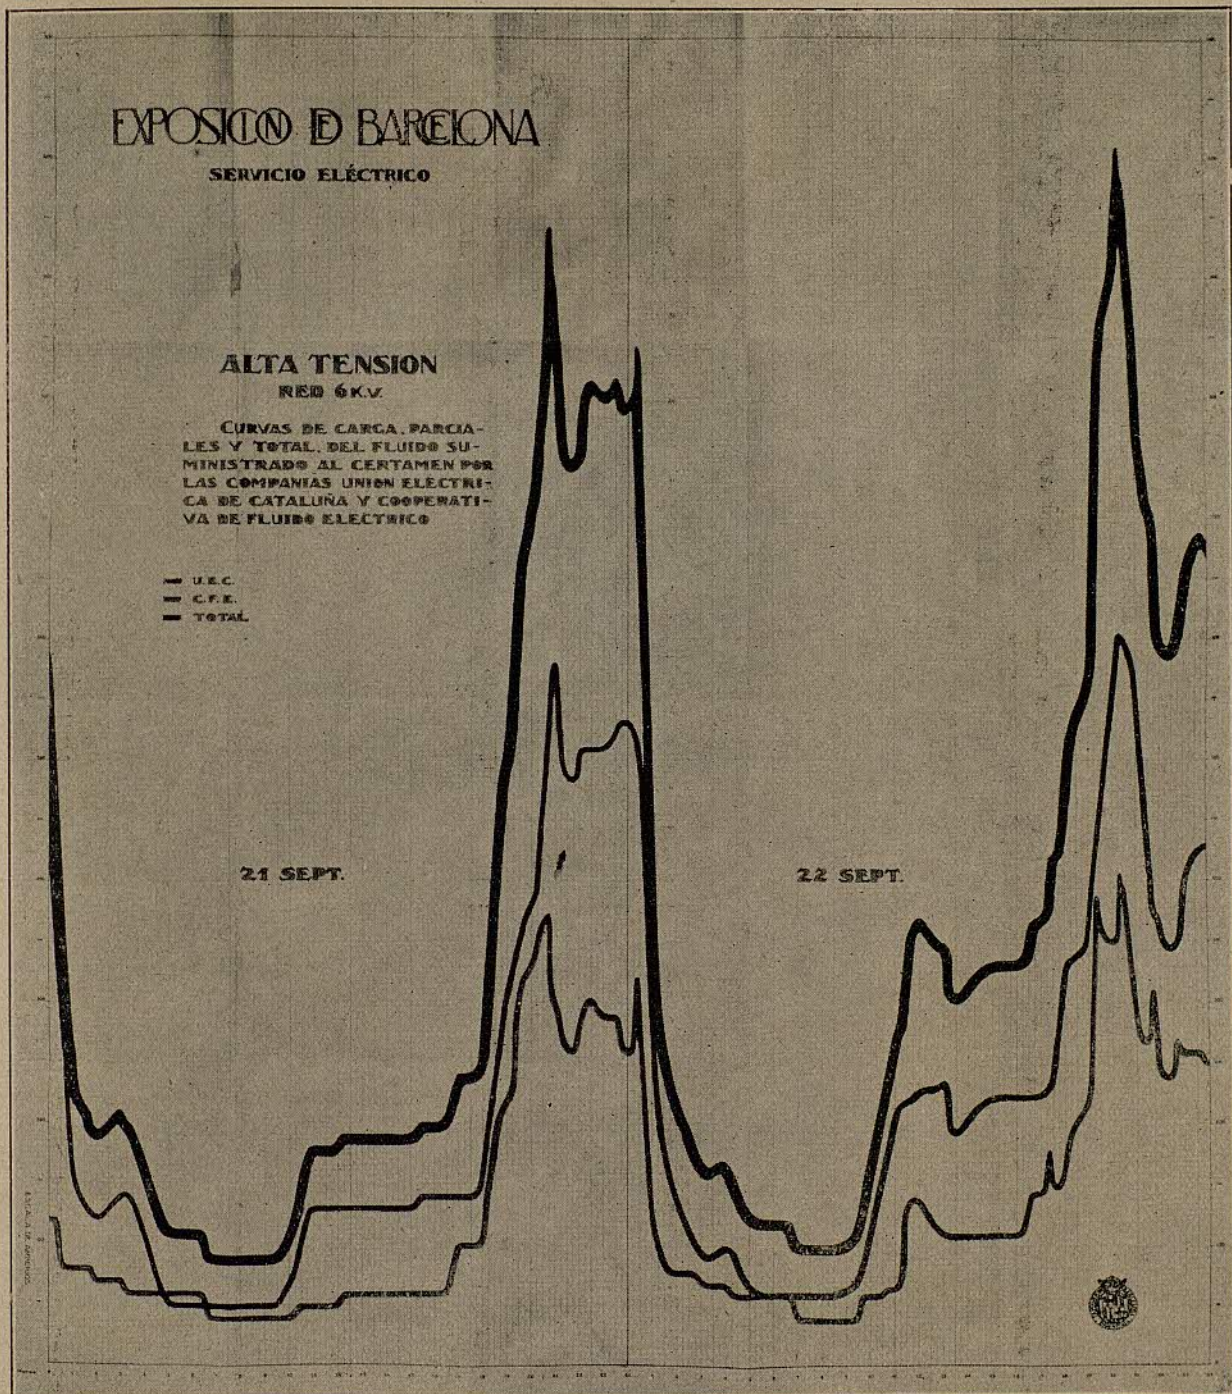 EXPOSICION DE BARCELONA
SERVICIO ELÉCTRICO
ALTA TENSION
RED 6 K.V.
CURVAS DE CARGA, PARCIA-
LES Y TOTAL, DEL FLUIDO SU-
MINISTRADO AL CERTAMEN POR
LAS COMPAÑIAS UNION ELECTRI-
CA DE CATALUÑA Y COOPERATI-
VA DE FLUIDO ELECTRICO
U.E.C.
C.F.E.
TOTAL
21 SEPT.
22 SEPT.